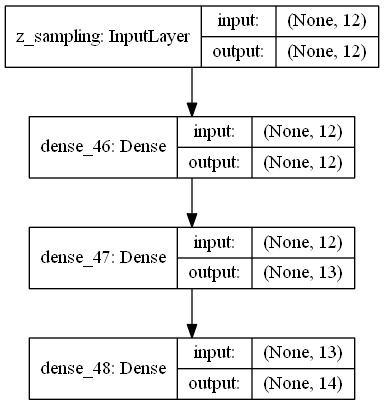 z_sampling: InputLayer
input: (None, 12)
output: (None, 12)
dense_46: Dense
input: (None, 12)
output: (None, 12)
dense_47: Dense
input: (None, 12)
output: (None, 13)
dense_48: Dense
input: (None, 13)
output: (None, 14)